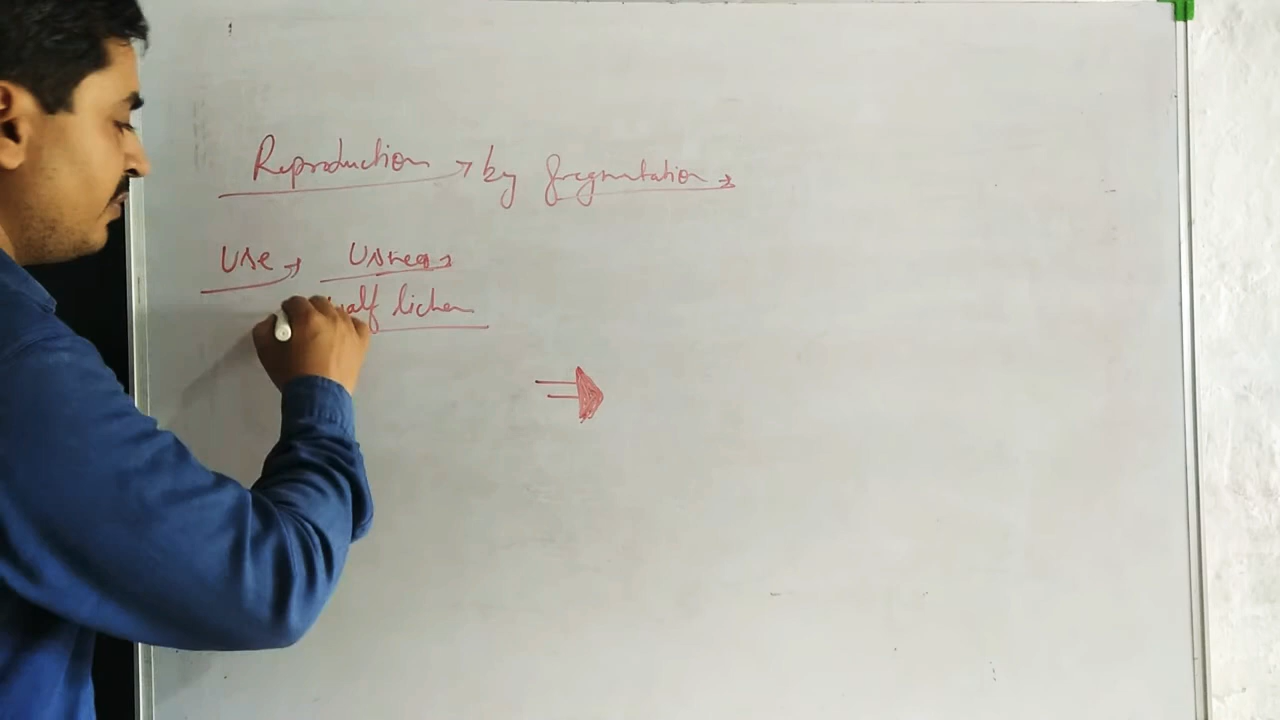 Reproduction → by fragmentation →
Use → Usnea →
lichen